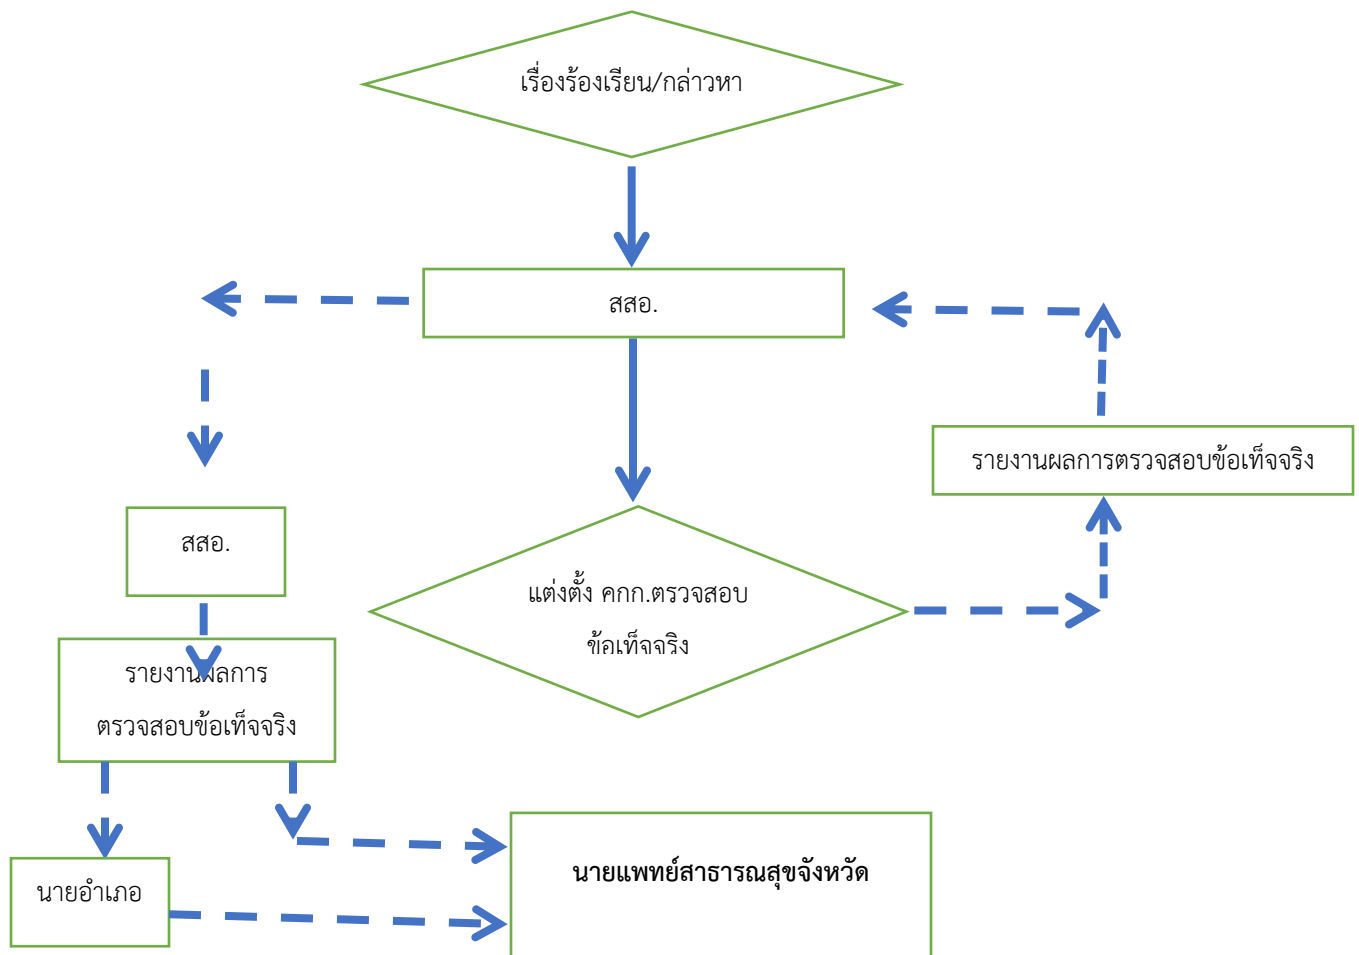 เรื่องร้องเรียน/กล่าวหา
สสอ.
รายงานผลการตรวจสอบข้อเท็จจริง
สสอ.
แต่งตั้ง คกก.ตรวจสอบ
ข้อเท็จจริง
รายงานผลการ
ตรวจสอบข้อเท็จจริง
นายแพทย์สาธารณสุขจังหวัด
นายอำเภอ